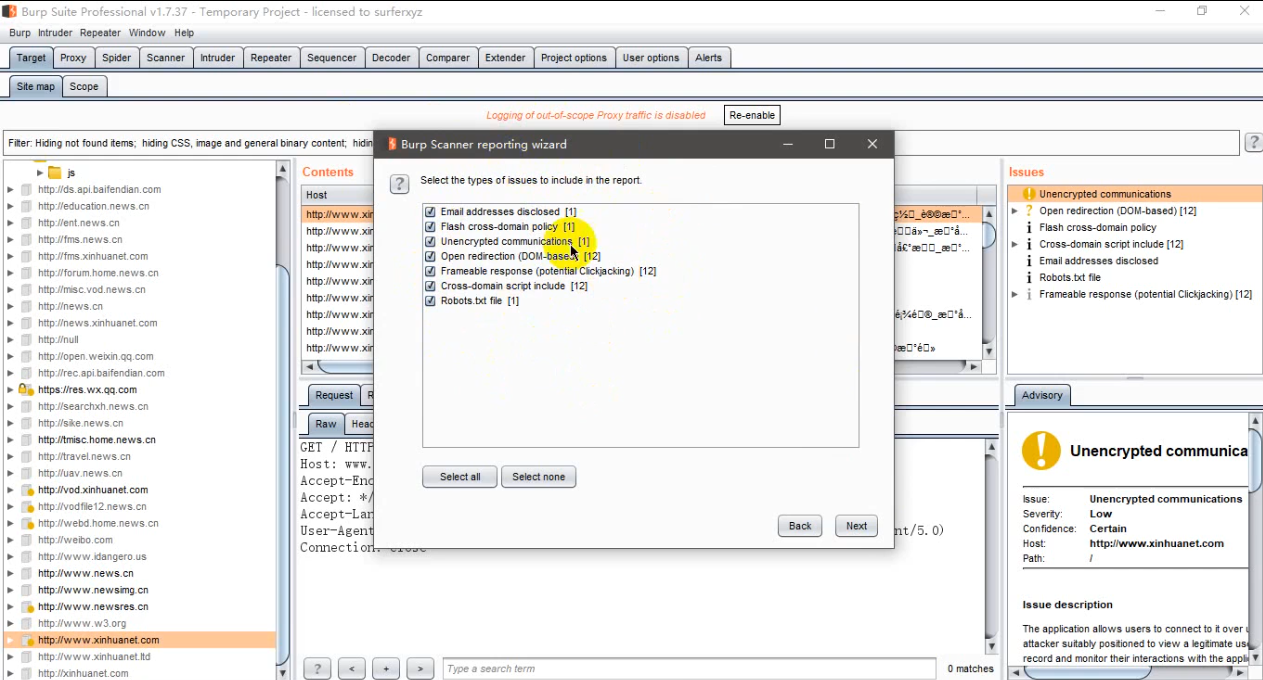 Burp Suite Professional v1.7.37 - Temporary Project - licensed to surferxyz
Burp Intruder Repeater Window Help
Target Proxy Spider Scanner Intruder Repeater Sequencer Decoder Comparer Extender Project options User options Alerts
Site map Scope
Logging of out-of-scope Proxy traffic is disabled Re-enable
Filter: Hiding not found items; hiding CSS, image and general binary content;
js
http://ds.api.baifendian.com
http://education.news.cn
http://ent.news.cn
http://fms.news.cn
http://fms.xinhuanet.com
http://forum.home.news.cn
http://misc.vod.news.cn
http://news.cn
http://news.xinhuanet.com
http://null
http://open.weixin.qq.com
http://rec.api.baifendian.com
https://res.wx.qq.com
http://searchxh.news.cn
http://sike.news.cn
http://tmisc.home.news.cn
http://travel.news.cn
http://uav.news.cn
http://vod.xinhuanet.com
http://vodfile12.news.cn
http://webd.home.news.cn
http://weibo.com
http://www.idangero.us
http://www.news.cn
http://www.newsimg.cn
http://www.newsres.cn
http://www.w3.org
http://www.xinhuanet.com
http://www.xinhuanet.ltd
http://xinhuanet.com
Contents
Host
http://www.xin
http://www.xin
http://www.xin
http://www.xin
http://www.xin
http://www.xin
http://www.xin
http://www.xin
http://www.xin
Request
Raw Head
GET / HTTP
Host: www.
Accept-Enc
Accept: */
Accept-Lan
User-Agent
nt/5.0)
Connection: close
? < + > Type a search term 0 matches
Burp Scanner reporting wizard
? Select the types of issues to include in the report.
Email addresses disclosed [1]
Flash cross-domain policy [1]
Unencrypted communications [1]
Open redirection (DOM-based) [12]
Frameable response (potential Clickjacking) [12]
Cross-domain script include [12]
Robots.txt file [1]
Select all Select none
Back Next
Issues
Unencrypted communications
Open redirection (DOM-based) [12]
Flash cross-domain policy
Cross-domain script include [12]
Email addresses disclosed
Robots.txt file
Frameable response (potential Clickjacking) [12]
Advisory
Unencrypted communica
Issue: Unencrypted communications
Severity: Low
Confidence: Certain
Host: http://www.xinhuanet.com
Path: /
Issue description
The application allows users to connect to it over u
attacker suitably positioned to view a legitimate use
record and monitor their interactions with the appli